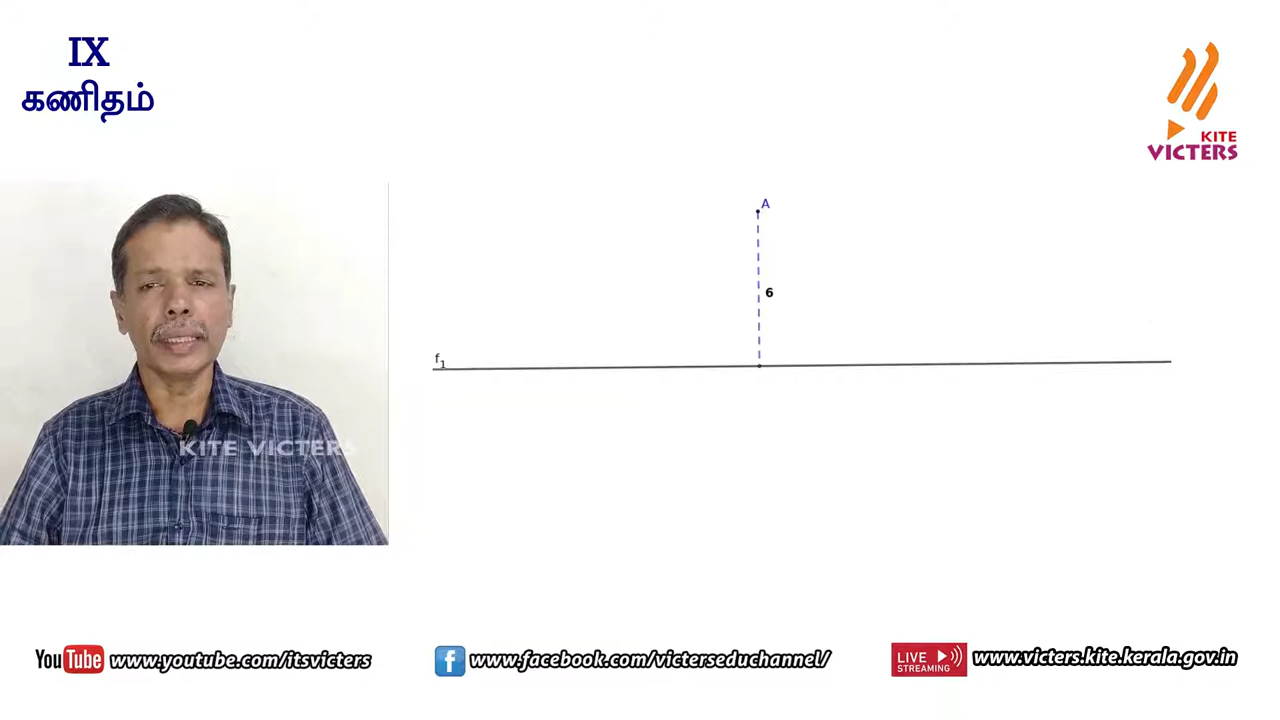 IX
கணிதம்
KITE
VICTERS
A
6
f1
KITE VICTERS
YouTube www.youtube.com/itsvicters
f www.facebook.com/victerseduchannel/
LIVE
STREAMING
www.victers.kite.kerala.gov.in